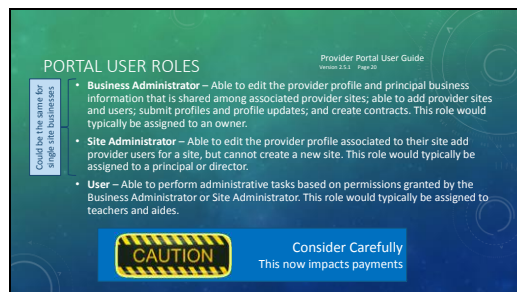 PORTAL USER ROLES
Provider Portal User Guide
Version 2.5.1 Page 20
Could be the same for
single site businesses
• Business Administrator – Able to edit the provider profile and principal business
information that is shared among associated provider sites; able to add provider sites
and users; submit profiles and profile updates; and create contracts. This role would
typically be assigned to an owner.
• Site Administrator – Able to edit the provider profile associated to their site add
provider users for a site, but cannot create a new site. This role would typically be
assigned to a principal or director.
• User – Able to perform administrative tasks based on permissions granted by the
Business Administrator or Site Administrator. This role would typically be assigned to
teachers and aides.
CAUTION
Consider Carefully
This now impacts payments